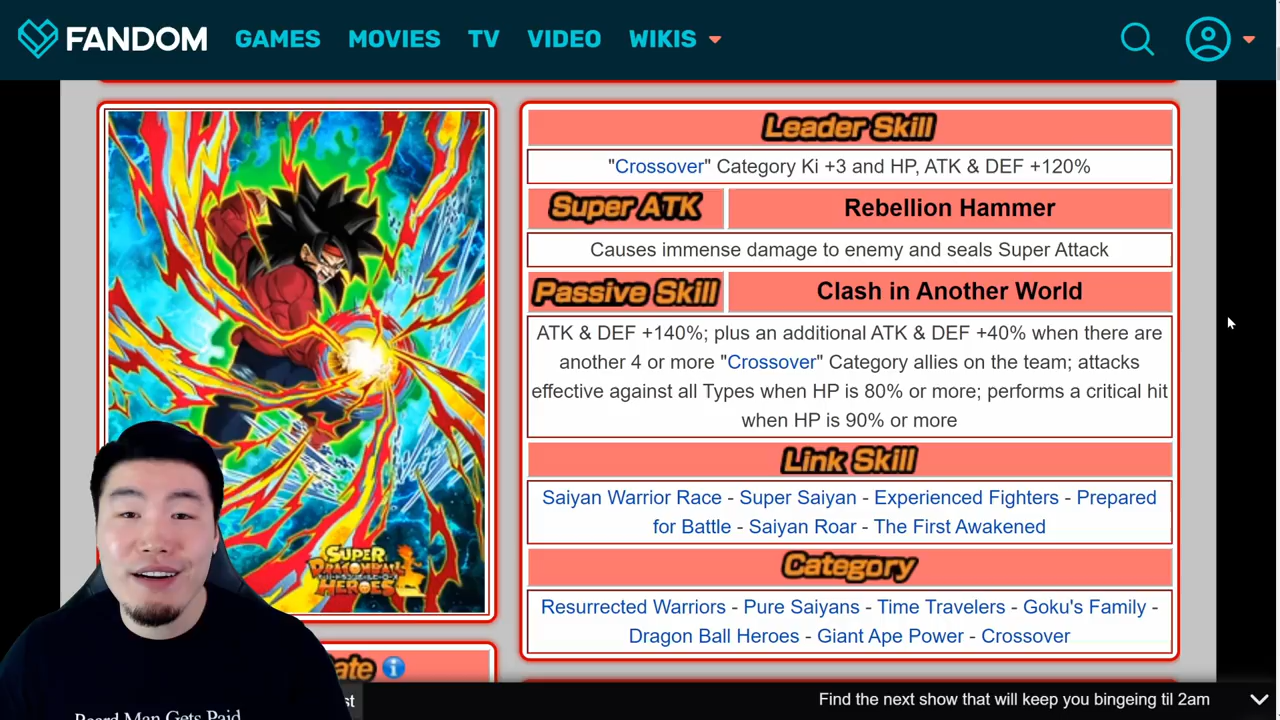 FANDOM GAMES MOVIES TV VIDEO WIKIS
Leader Skill
"Crossover" Category Ki +3 and HP, ATK & DEF +120%
Super ATK Rebellion Hammer
Causes immense damage to enemy and seals Super Attack
Passive Skill Clash in Another World
ATK & DEF +140%; plus an additional ATK & DEF +40% when there are
another 4 or more "Crossover" Category allies on the team; attacks
effective against all Types when HP is 80% or more; performs a critical hit
when HP is 90% or more
Link Skill
Saiyan Warrior Race - Super Saiyan - Experienced Fighters - Prepared
for Battle - Saiyan Roar - The First Awakened
Category
Resurrected Warriors - Pure Saiyans - Time Travelers - Goku's Family -
Dragon Ball Heroes - Giant Ape Power - Crossover
SUPER
DRAGONBALL
HEROES
Find the next show that will keep you bingeing til 2am
Beard Man Gets Paid